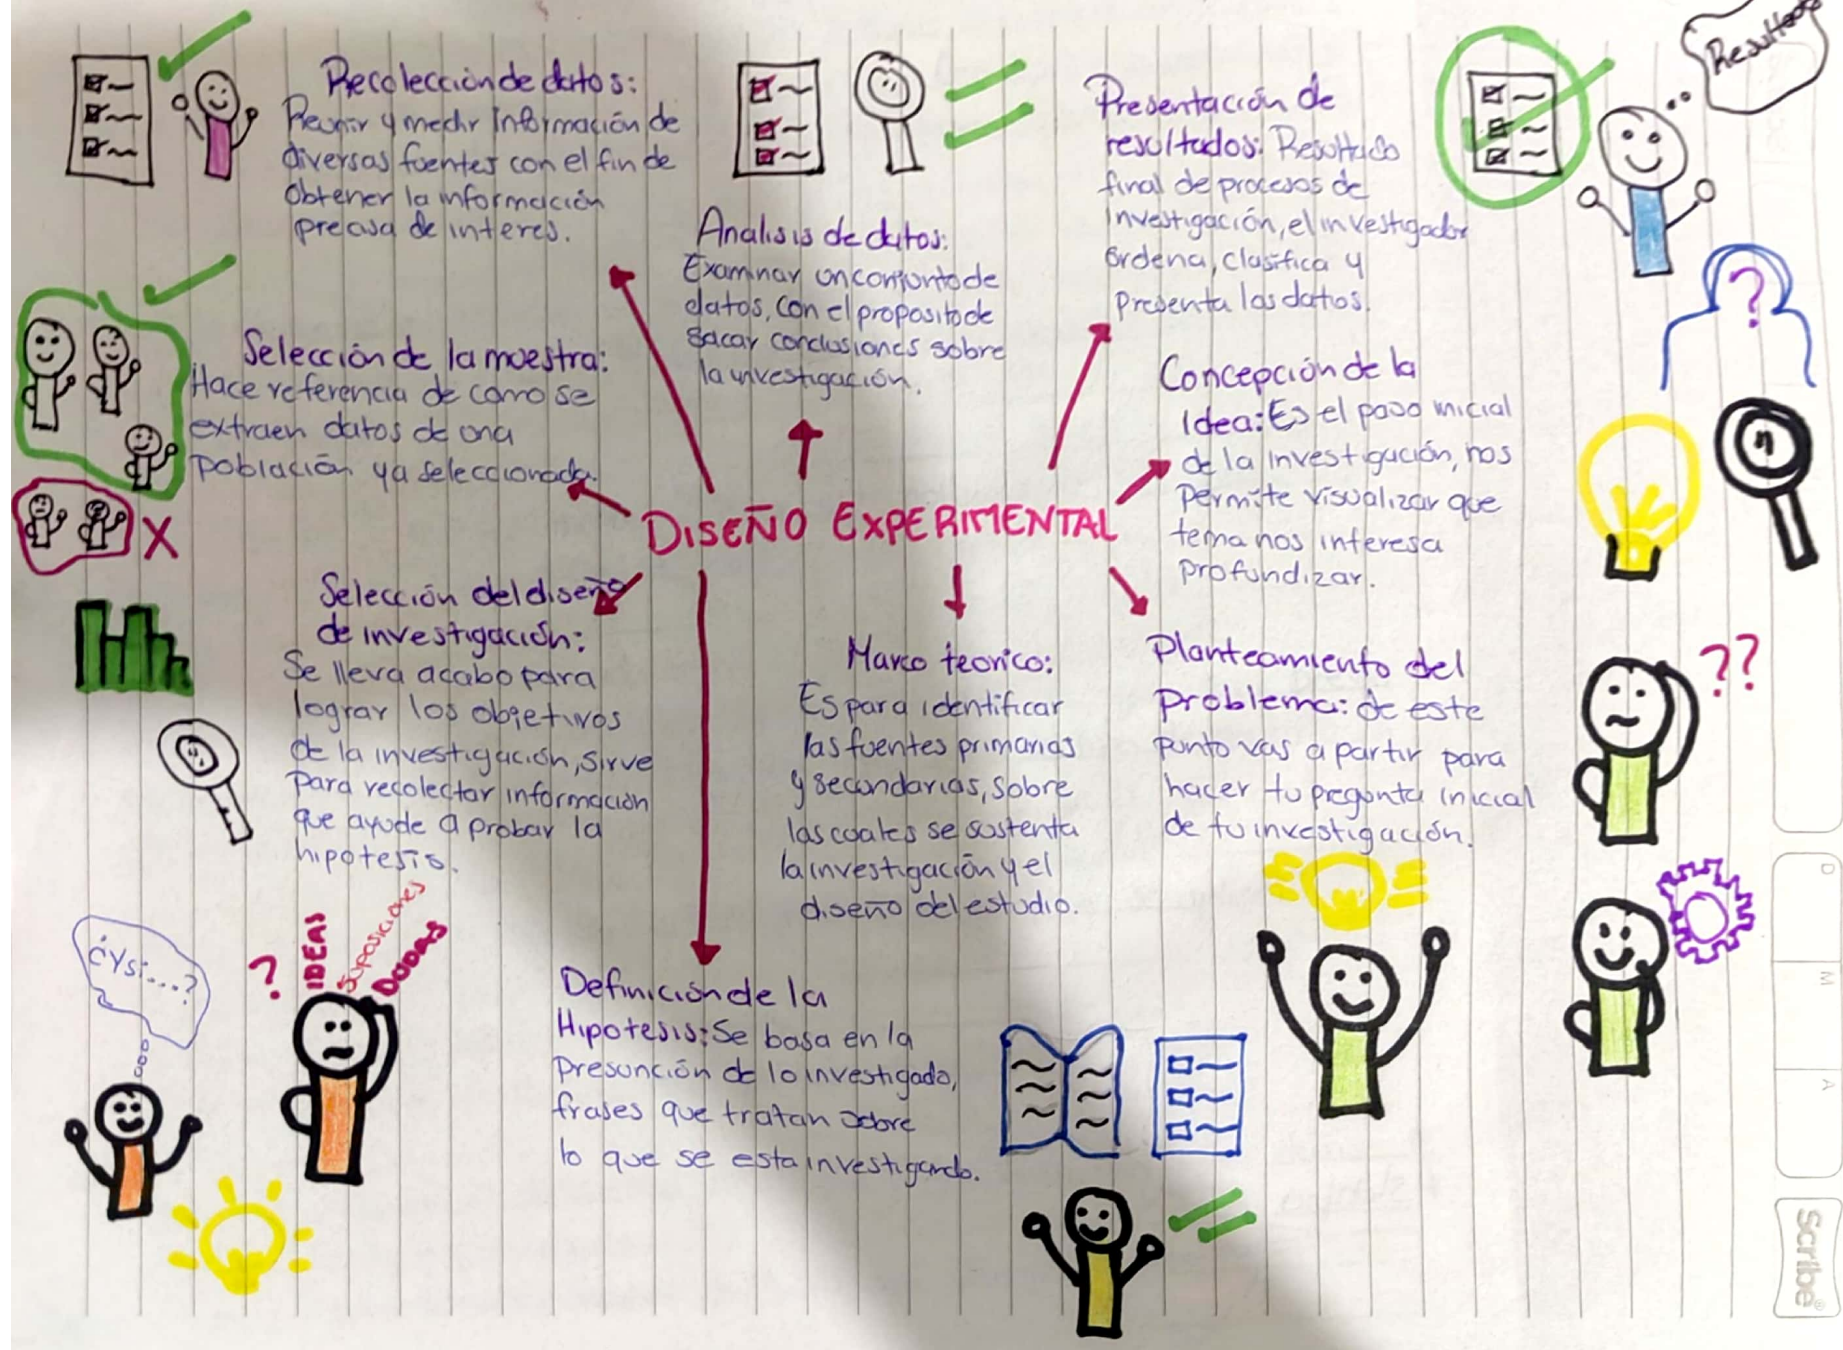 Recolección de datos:
Reunir y medir Información de
diversas fuentes con el fin de
obtener la información
precisa de interes.
Analisis de datos:
Examinar un conjunto de
datos, con el proposito de
sacar conclusiones sobre
la investigación.
Presentación de
resultados: Resultado
final de procesos de
investigación, el investigador
ordena, clasifica y
presenta los datos.
Resultados
?
Selección de la muestra:
Hace referencia de como se
extraen datos de una
población ya seleccionada.
X
Concepción de la
Idea: Es el paso inicial
de la investigación, nos
permite visualizar que
tema nos interesa
profundizar.
DISEÑO EXPERIMENTAL
Selección del diseño
de investigación:
Se lleva acabo para
lograr los objetivos
de la investigación, sirve
para recolectar información
que ayude a probar la
hipotesis.
Marco teorico:
Es para identificar
las fuentes primarias
y secundarias, sobre
las cuales se sustenta
la investigación y el
diseño del estudio.
Planteamiento del
Problema: de este
punto vas a partir para
hacer tu pregunta inicial
de tu investigación.
??
¿Y si...?
?
IDEAS
Suposiciones
DUDAS
Definición de la
Hipotesis: Se basa en la
presunción de lo investigado,
frases que tratan sobre
lo que se esta investigando.
D
M
A
Scribe®